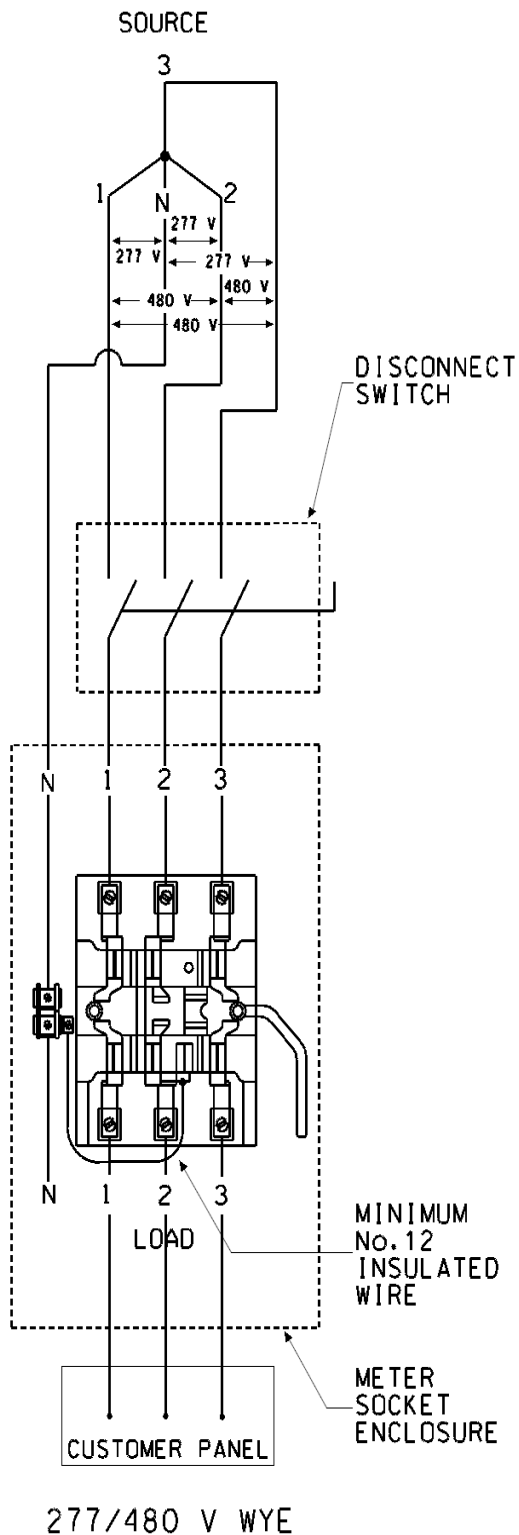 SOURCE
3
1 N 2
277 V
277 V 277 V
480 V
480 V
480 V
DISCONNECT
SWITCH
N 1 2 3
N 1 2 3
LOAD
MINIMUM
No.12
INSULATED
WIRE
METER
SOCKET
ENCLOSURE
CUSTOMER PANEL
277/480 V WYE